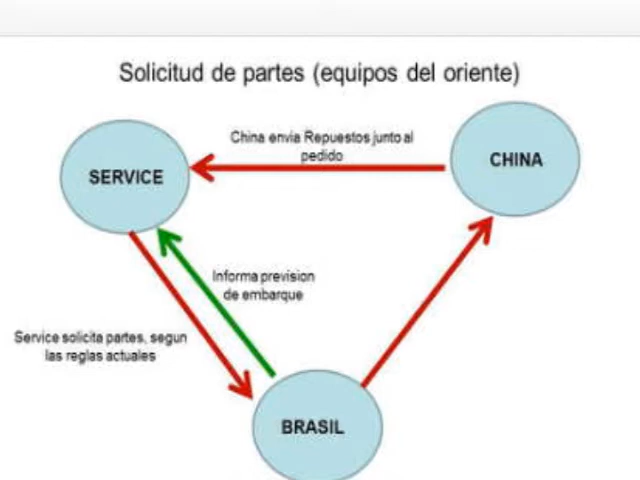 Solicitud de partes (equipos del oriente)
China envia Repuestos junto al
pedido
SERVICE
CHINA
Informa prevision
de embarque
Service solicita partes, segun
las reglas actuales
BRASIL